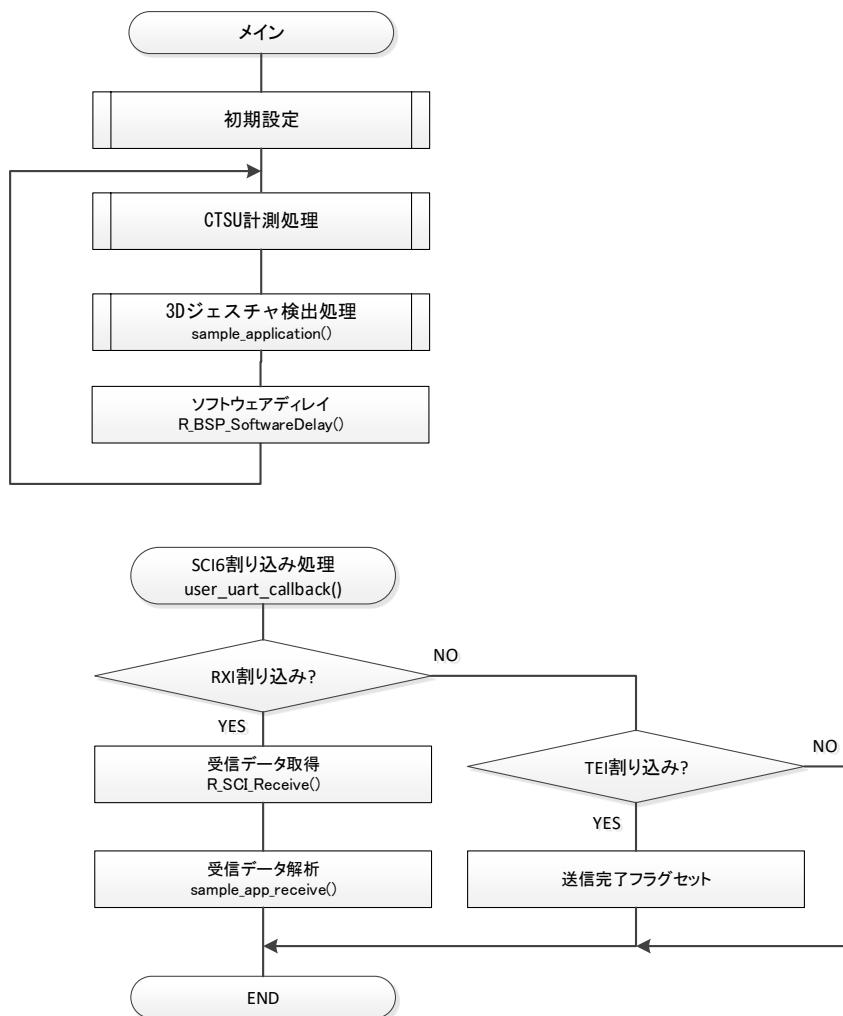 メイン
初期設定
CTSU計測処理
3Dジェスチャ検出処理
sample_application()
ソフトウェアディレイ
R_BSP_SoftwareDelay()
SCI6割り込み処理
user_uart_callback()
RXI割り込み?
NO
YES
受信データ取得
R_SCI_Receive()
TEI割り込み?
NO
YES
受信データ解析
sample_app_receive()
送信完了フラグセット
END